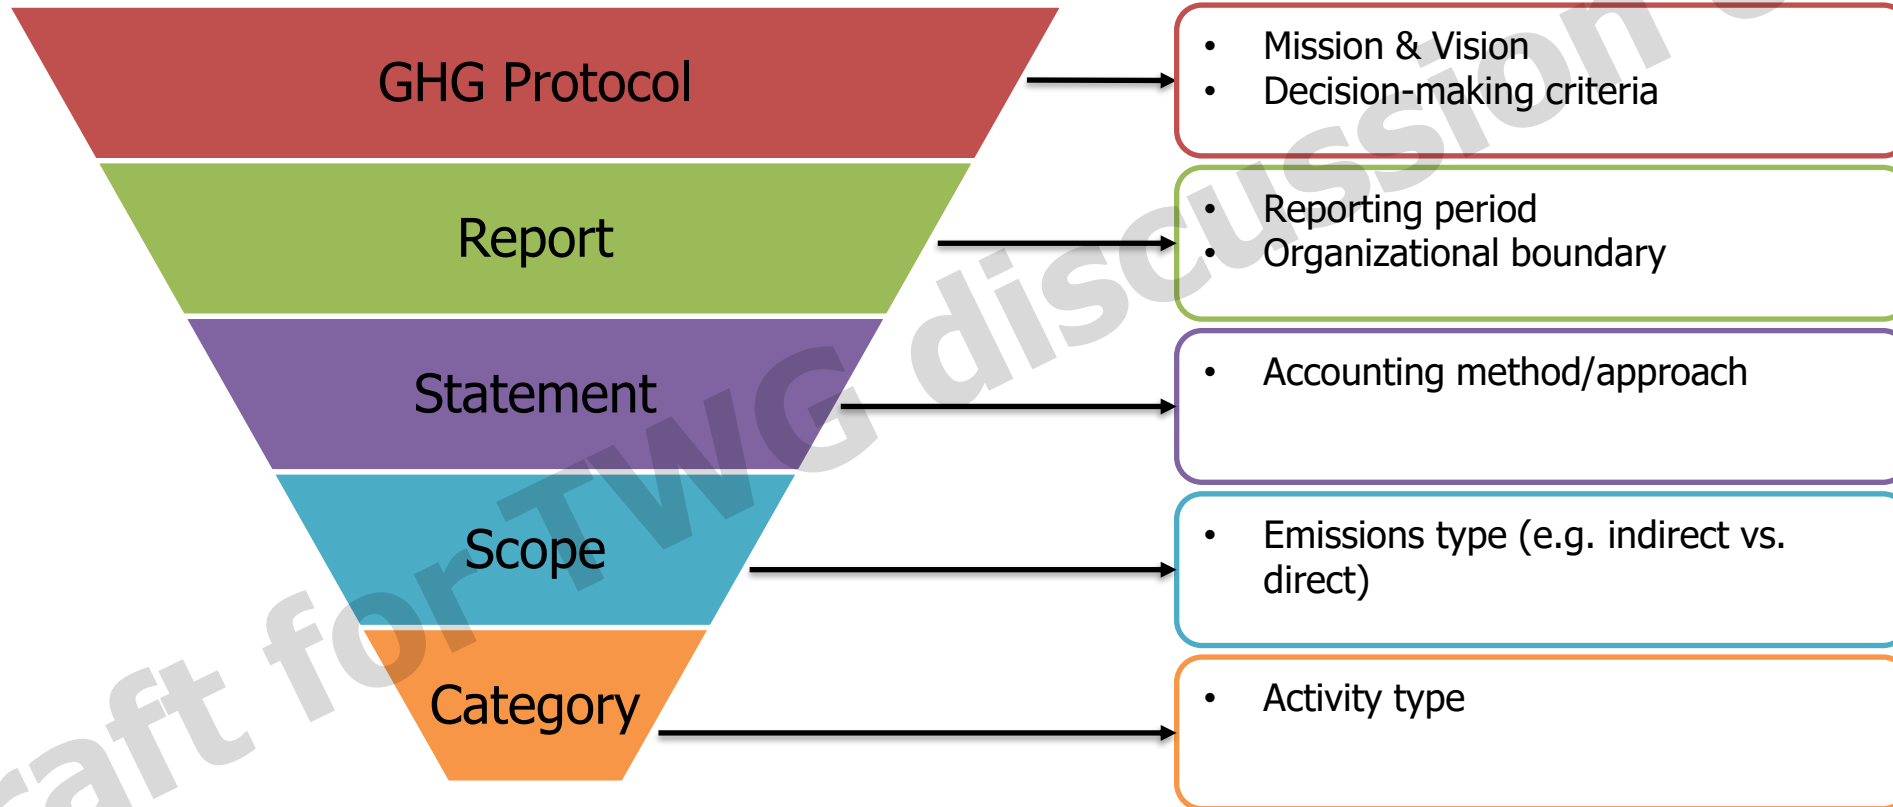 GHG Protocol
• Mission & Vision
• Decision-making criteria
Report
• Reporting period
• Organizational boundary
Statement
• Accounting method/approach
Scope
• Emissions type (e.g. indirect vs.
direct)
Category
• Activity type
raft for TWG discussion